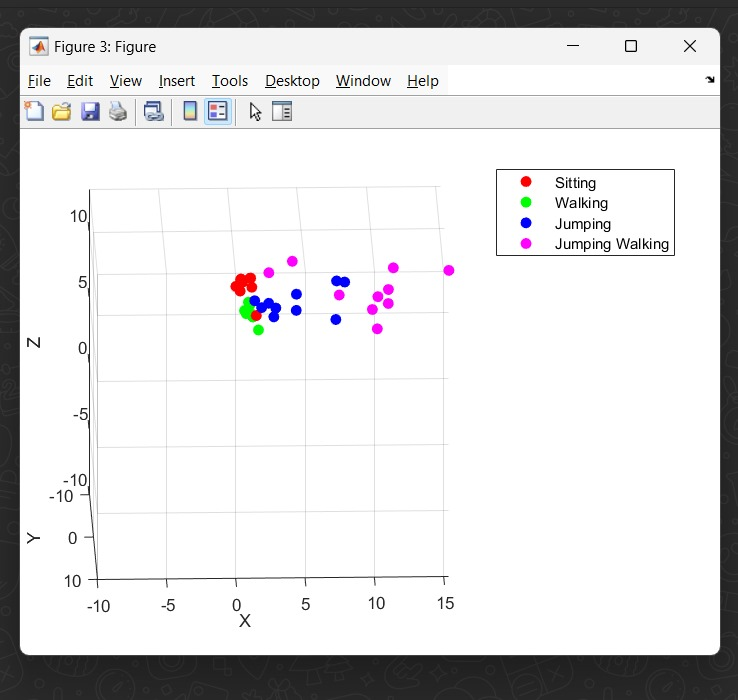 Figure 3: Figure
File Edit View Insert Tools Desktop Window Help
Sitting
Walking
Jumping
Jumping Walking
10
5
Z
0
-5
-10
-10
Y
0
10
-10 -5 0 5 10 15
X